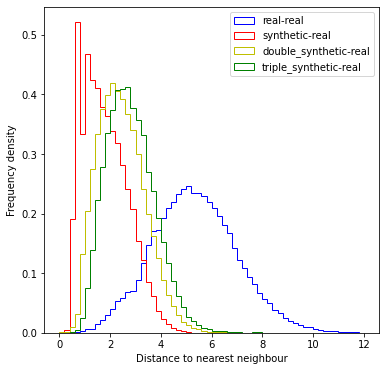 real-real
synthetic-real
double_synthetic-real
triple_synthetic-real
Frequency density
0.5
0.4
0.3
0.2
0.1
0.0
0 2 4 6 8 10 12
Distance to nearest neighbour